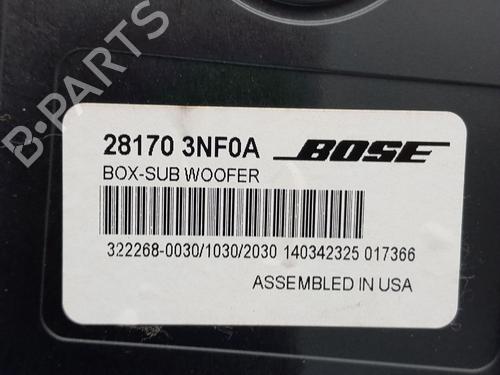 B-PARTS
28170 3NF0A BOSE
BOX-SUB WOOFER
322268-0030/1030/2030 140342325 017366
ASSEMBLED IN USA